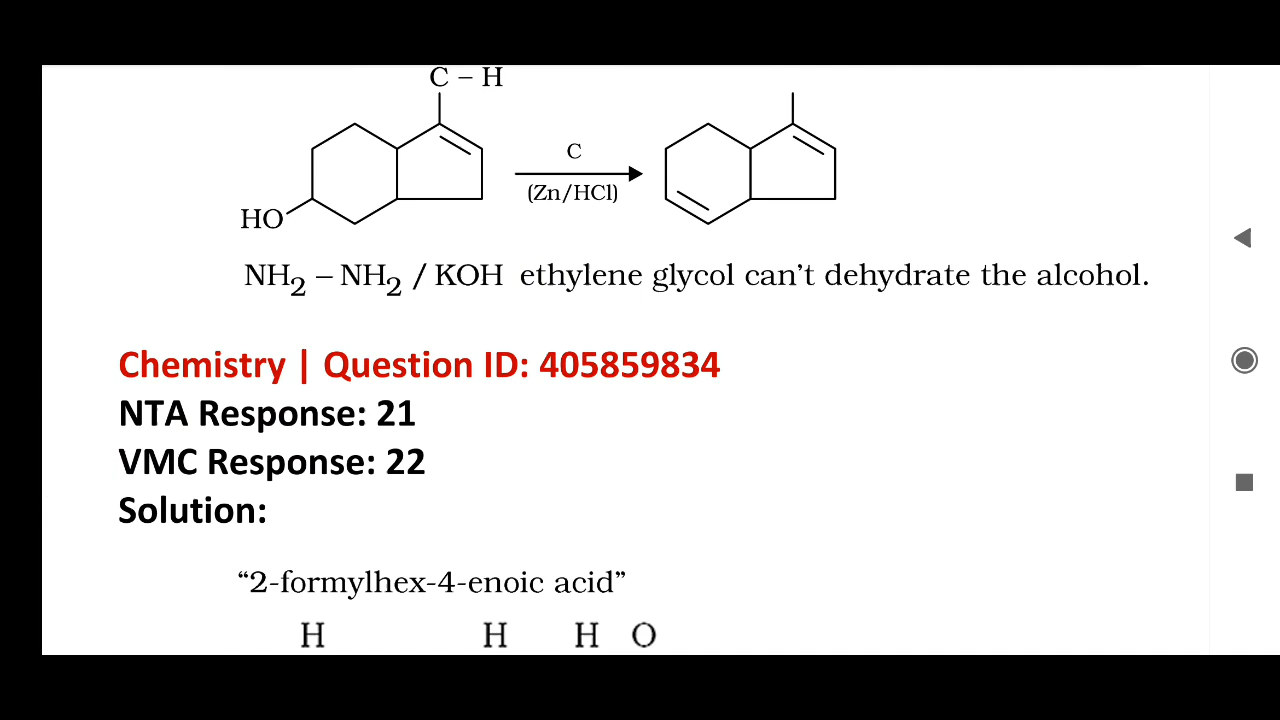 C – H
C
(Zn/HCl)
HO
NH2 – NH2 / KOH ethylene glycol can't dehydrate the alcohol.
Chemistry | Question ID: 405859834
NTA Response: 21
VMC Response: 22
Solution:
“2-formylhex-4-enoic acid”
H H H O